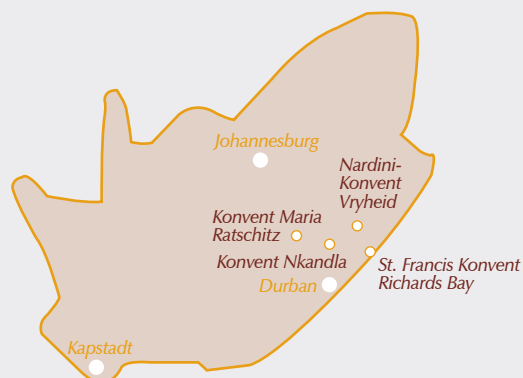 Johannesburg
Nardini-
Konvent
Vryheid
Konvent Maria
Ratschitz
Konvent Nkandla
St. Francis Konvent
Richards Bay
Durban
Kapstadt